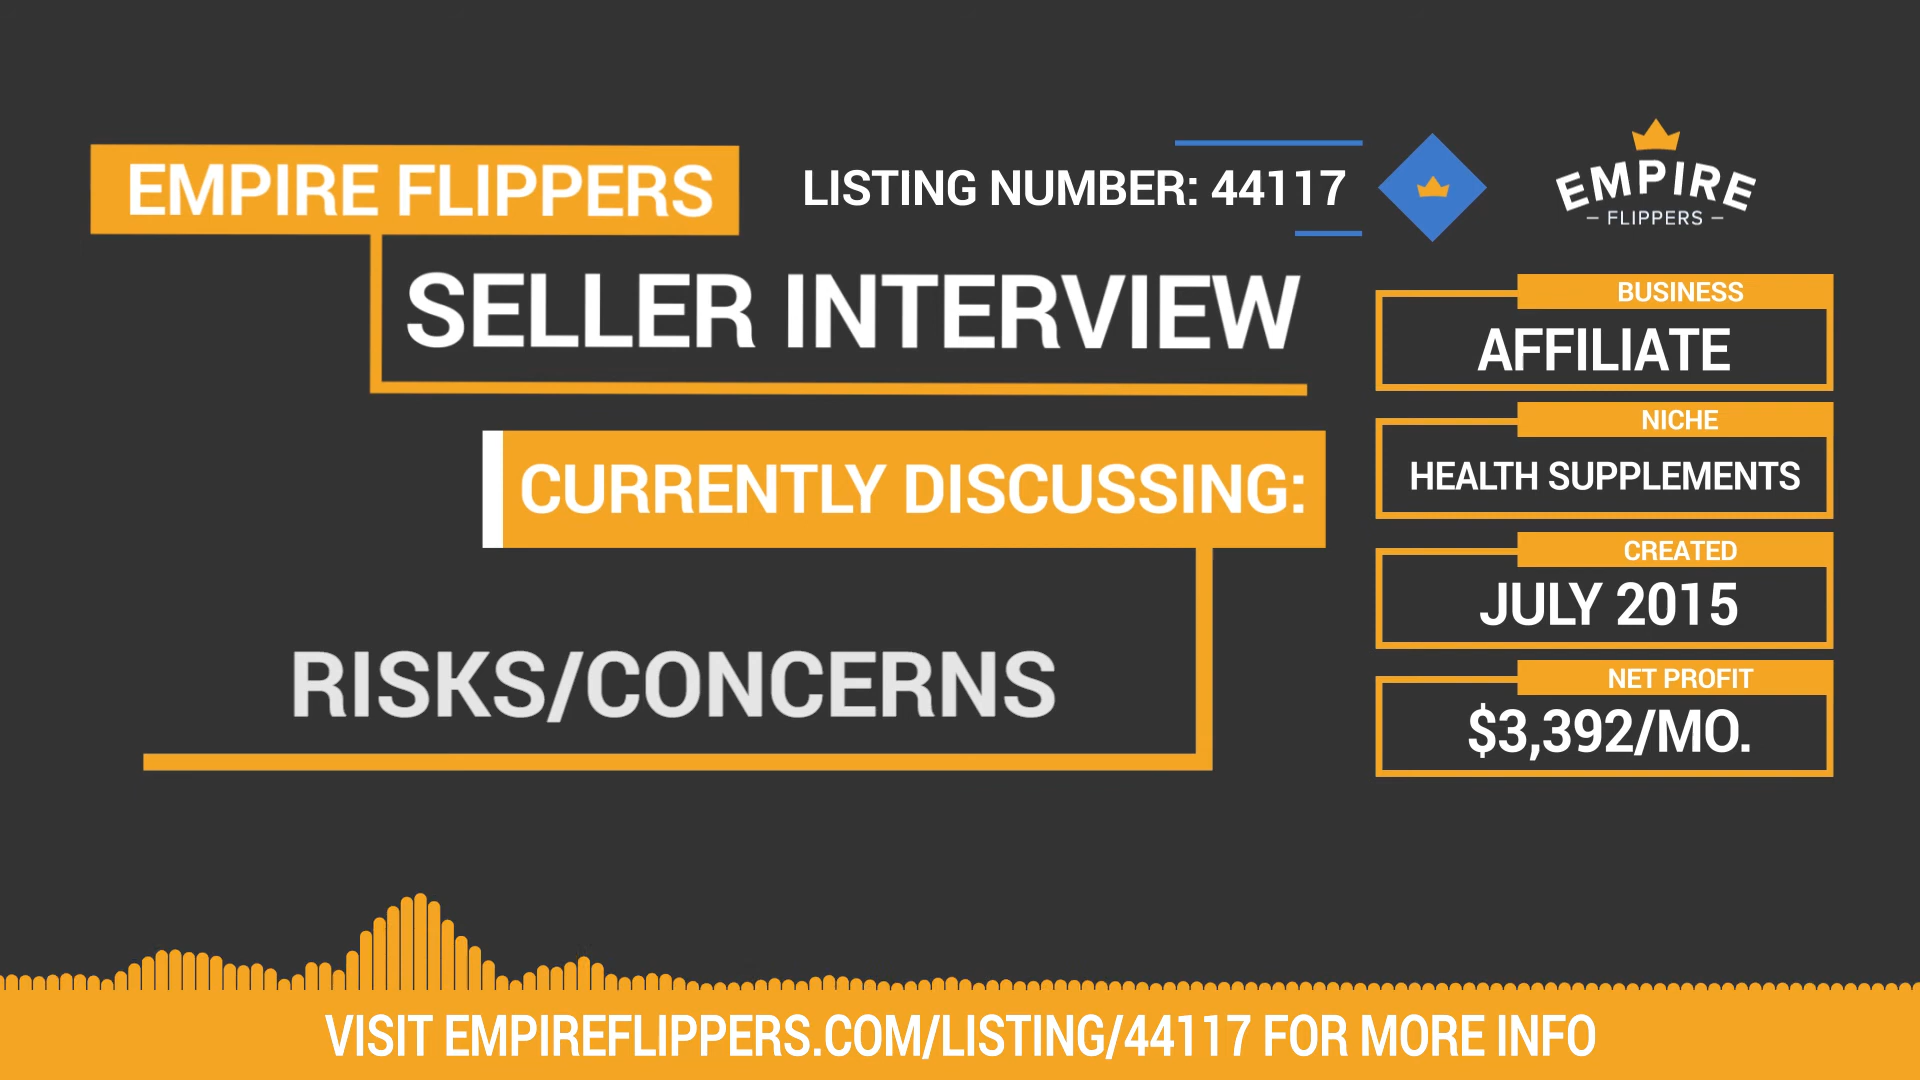 EMPIRE FLIPPERS
LISTING NUMBER: 44117
EMPIRE
FLIPPERS
SELLER INTERVIEW
CURRENTLY DISCUSSING:
RISKS/CONCERNS
BUSINESS
AFFILIATE
NICHE
HEALTH SUPPLEMENTS
CREATED
JULY 2015
NET PROFIT
$3,392/MO.
VISIT EMPIREFLIPPERS.COM/LISTING/44117 FOR MORE INFO